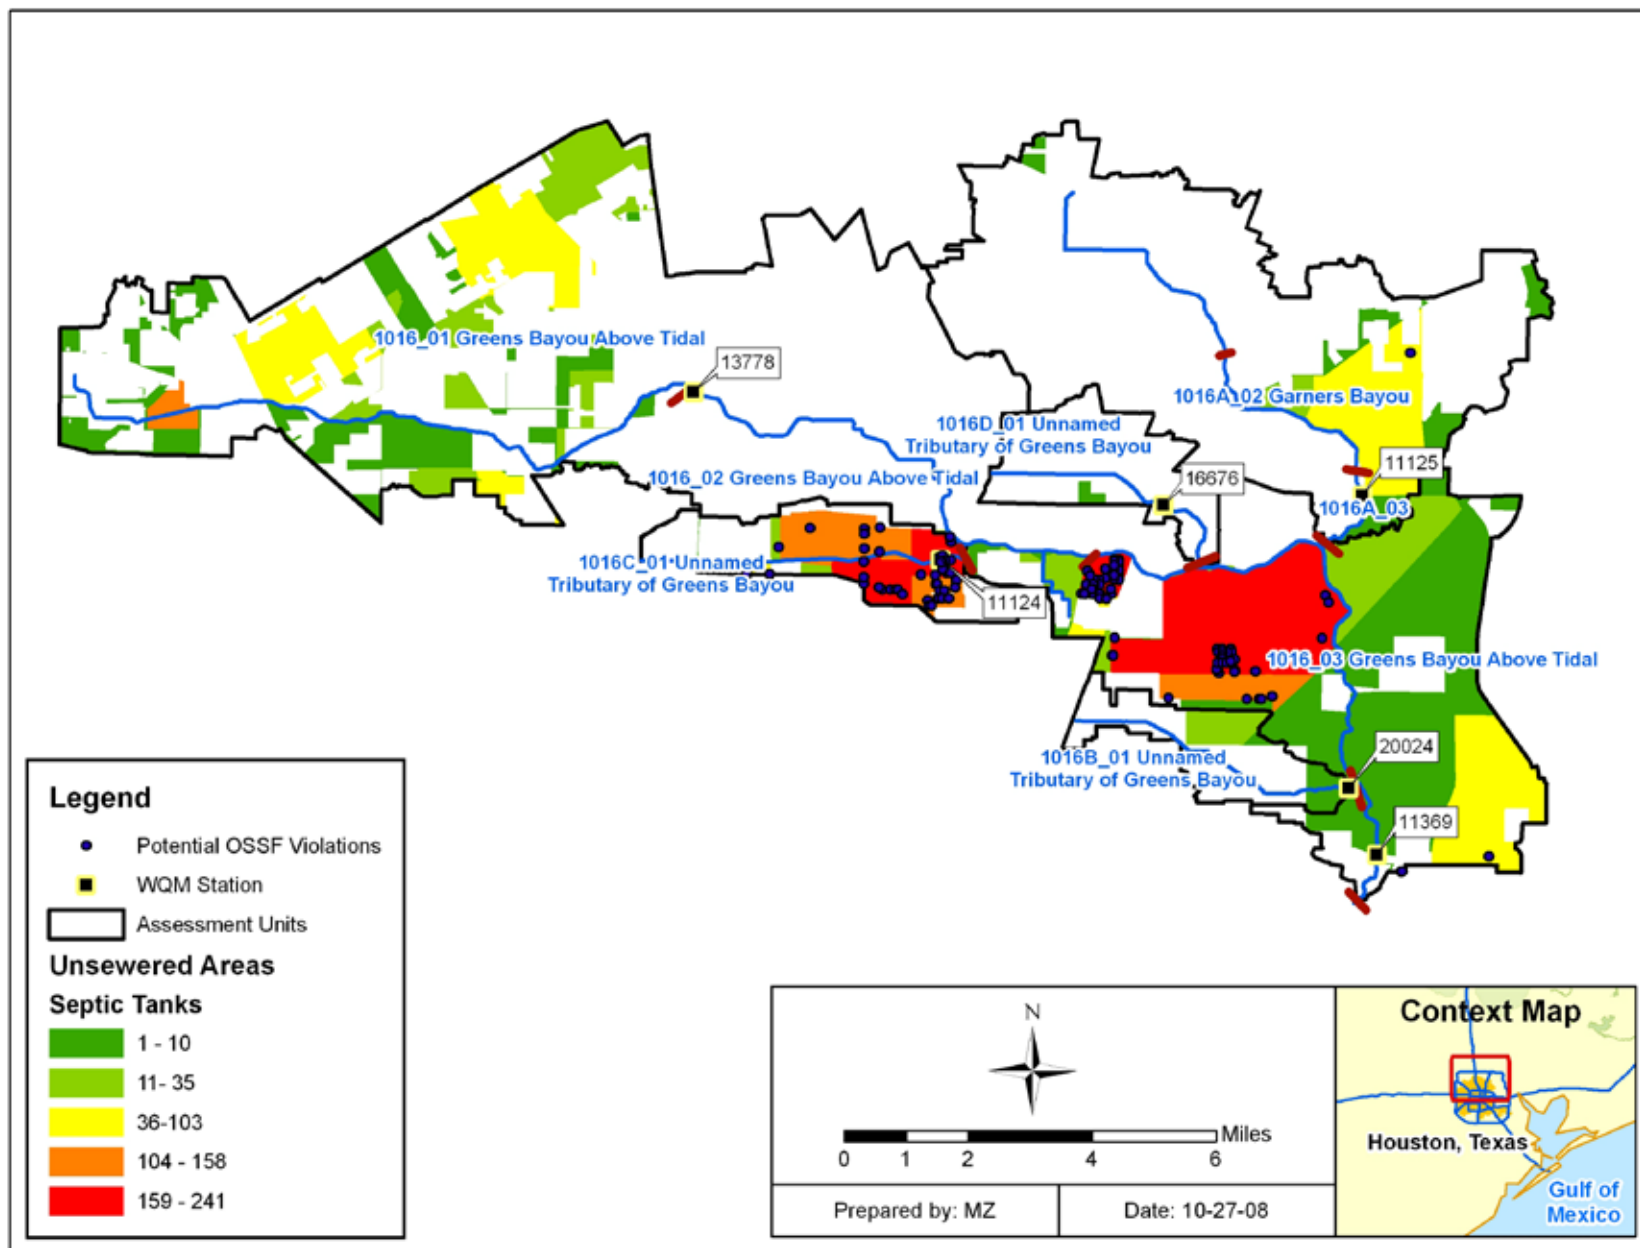 1016_01 Greens Bayou Above Tidal
13778
1016A_02 Garners Bayou
1016D_01 Unnamed
Tributary of Greens Bayou
11125
16676
1016_02 Greens Bayou Above Tidal
1016A_03
1016C_01 Unnamed
Tributary of Greens Bayou
11124
1016_03 Greens Bayou Above Tidal
20024
1016B_01 Unnamed
Tributary of Greens Bayou
11369
Legend
Potential OSSF Violations
WQM Station
Assessment Units
Unsewered Areas
Septic Tanks
1 - 10
11- 35
36-103
104 - 158
159 - 241
N
Miles
0 1 2 4 6
Prepared by: MZ
Date: 10-27-08
Context Map
Houston, Texas
Gulf of
Mexico